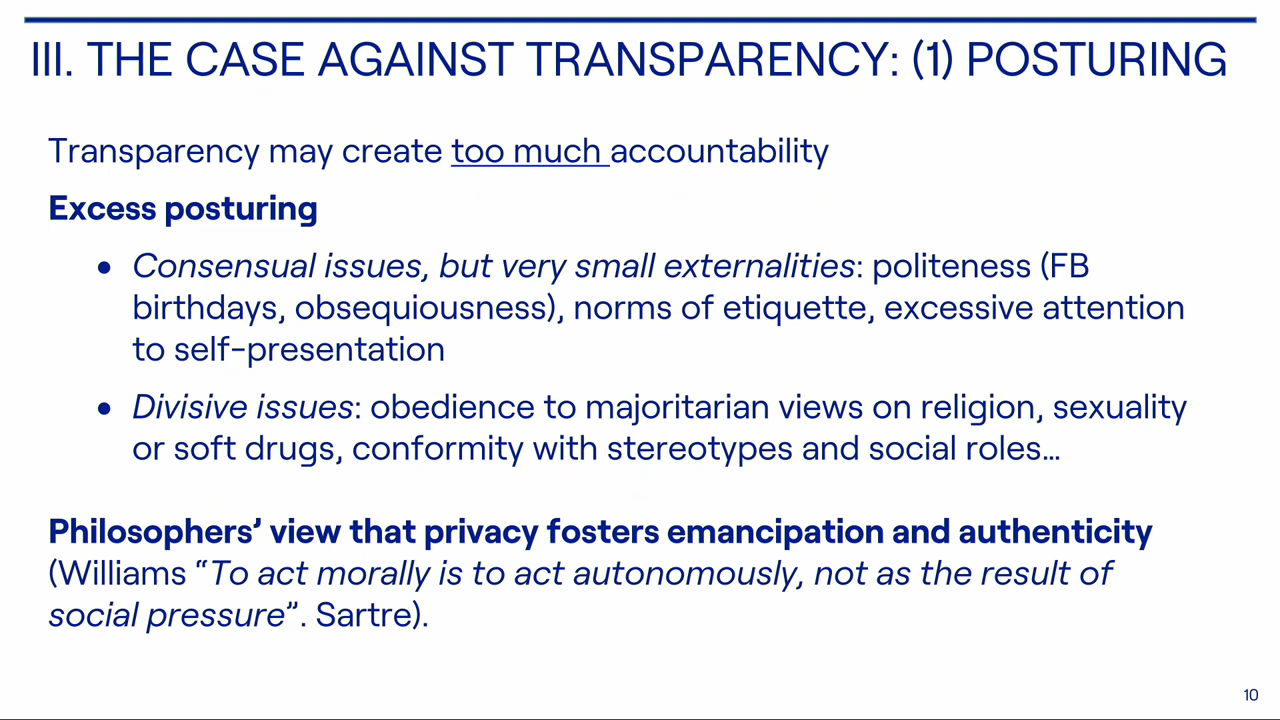 III. THE CASE AGAINST TRANSPARENCY: (1) POSTURING
Transparency may create too much accountability
Excess posturing
• Consensual issues, but very small externalities: politeness (FB
birthdays, obsequiousness), norms of etiquette, excessive attention
to self-presentation
• Divisive issues: obedience to majoritarian views on religion, sexuality
or soft drugs, conformity with stereotypes and social roles…
Philosophers’ view that privacy fosters emancipation and authenticity
(Williams “To act morally is to act autonomously, not as the result of
social pressure”. Sartre).
10